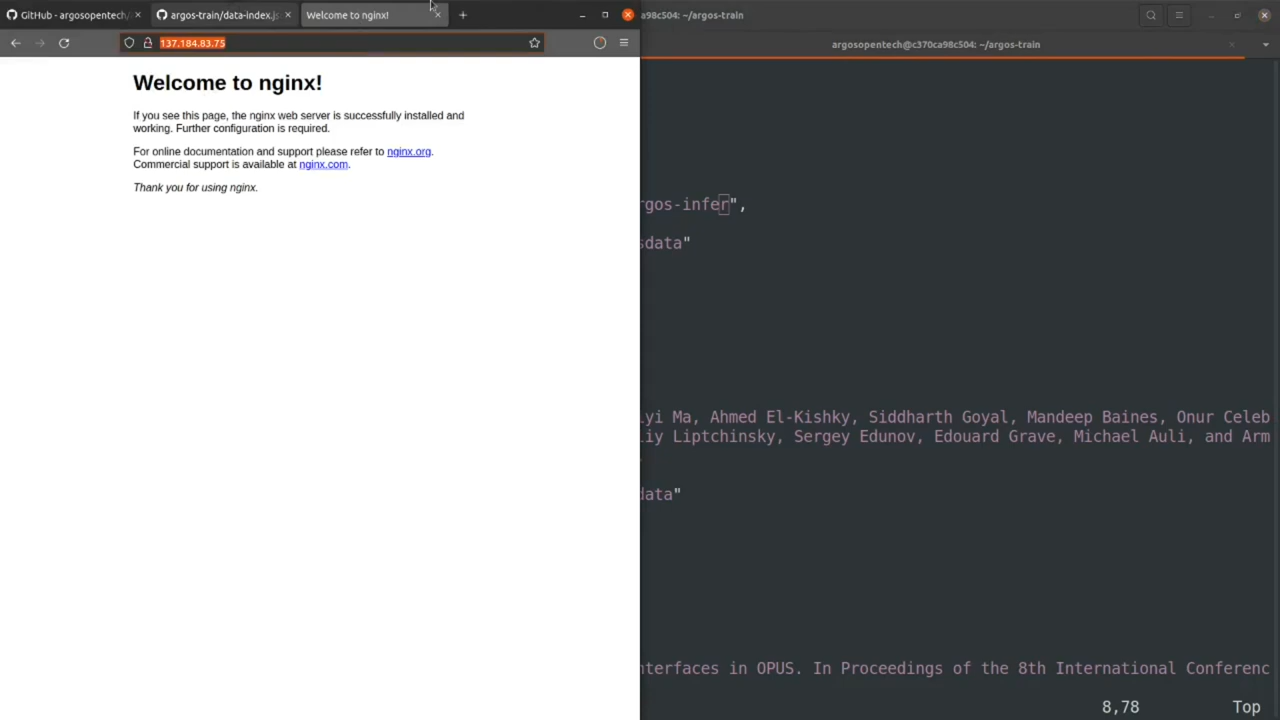 GitHub - argosopentech/
argos-train/data-index.js
Welcome to nginx!
137.184.83.75
Welcome to nginx!
If you see this page, the nginx web server is successfully installed and
working. Further configuration is required.
For online documentation and support please refer to nginx.org.
Commercial support is available at nginx.com.
Thank you for using nginx.
a98c504: ~/argos-train
argosopentech@c370ca98c504: ~/argos-train
rgos-infer",
sdata"
iyi Ma, Ahmed El-Kishky, Siddharth Goyal, Mandeep Baines, Onur Celeb
liy Liptchinsky, Sergey Edunov, Edouard Grave, Michael Auli, and Arm
data"
nterfaces in OPUS. In Proceedings of the 8th International Conferenc
8,78
Top